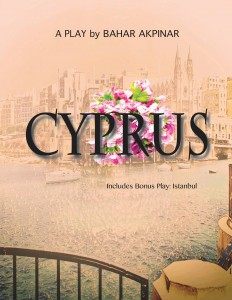 A PLAY by BAHAR AKPINAR
CYPRUS
Includes Bonus Play: Istanbul